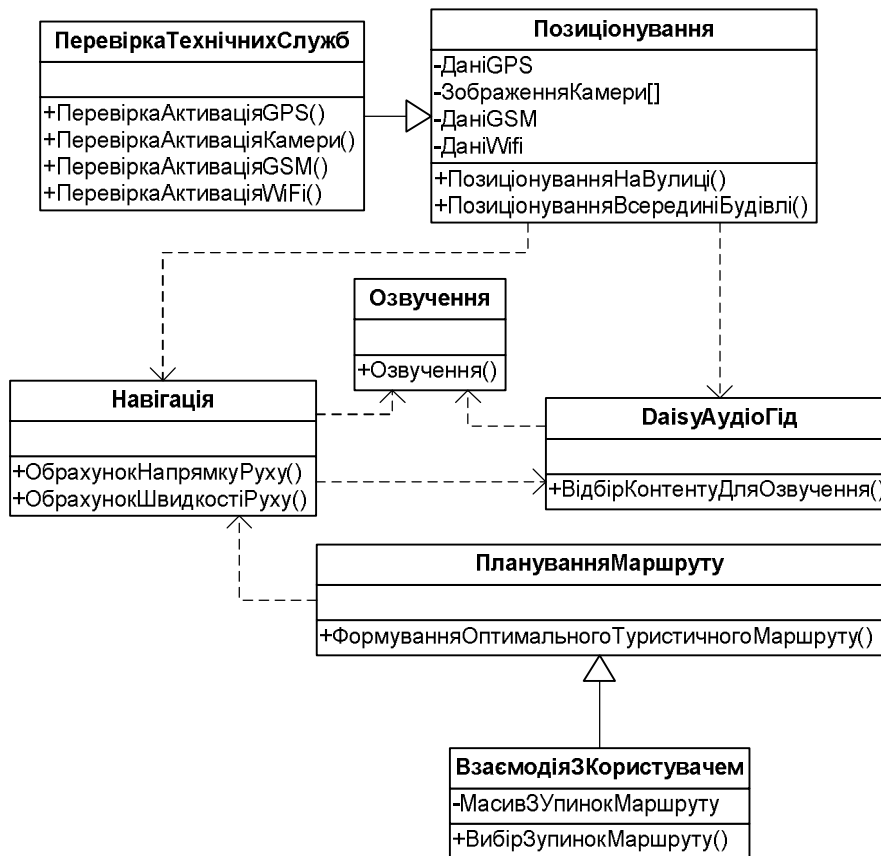 ПеревіркаТехнічнихСлужб
+ПеревіркаАктиваціяGPS()
+ПеревіркаАктиваціяКамери()
+ПеревіркаАктиваціяGSM()
+ПеревіркаАктиваціяWiFi()
Позиціонування
-ДаніGPS
-ЗображенняКамери[]
-ДаніGSM
-ДаніWifi
+ПозиціонуванняНаВулиці()
+ПозиціонуванняВсерединіБудівлі()
Озвучення
+Озвучення()
Навігація
+ОбрахунокНапрямкуРуху()
+ОбрахунокШвидкостіРуху()
DaisyАудіоГід
+ВідбірКонтентуДляОзвучення()
ПлануванняМаршруту
+ФормуванняОптимальногоТуристичногоМаршруту()
ВзаємодіяЗКористувачем
-МасивЗУпинокМаршруту
+ВибірЗупинокМаршруту()